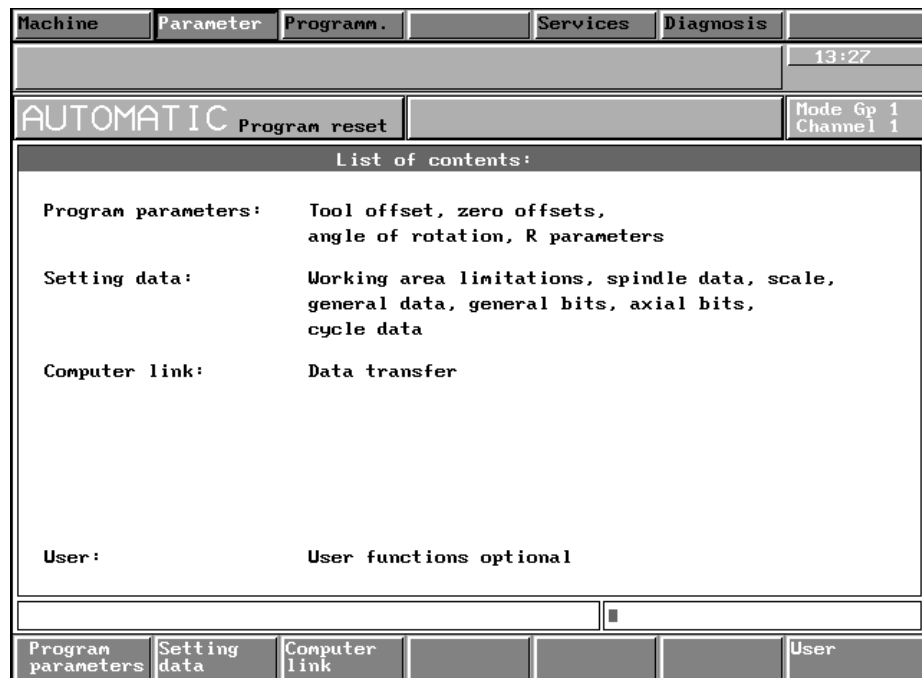 Machine Parameter Programm. Services Diagnosis
13:27
AUTOMATIC Program reset
Mode Gp 1
Channel 1
List of contents:
Program parameters: Tool offset, zero offsets,
angle of rotation, R parameters
Setting data: Working area limitations, spindle data, scale,
general data, general bits, axial bits,
cycle data
Computer link: Data transfer
User: User functions optional
Program parameters
Setting data
Computer link
User